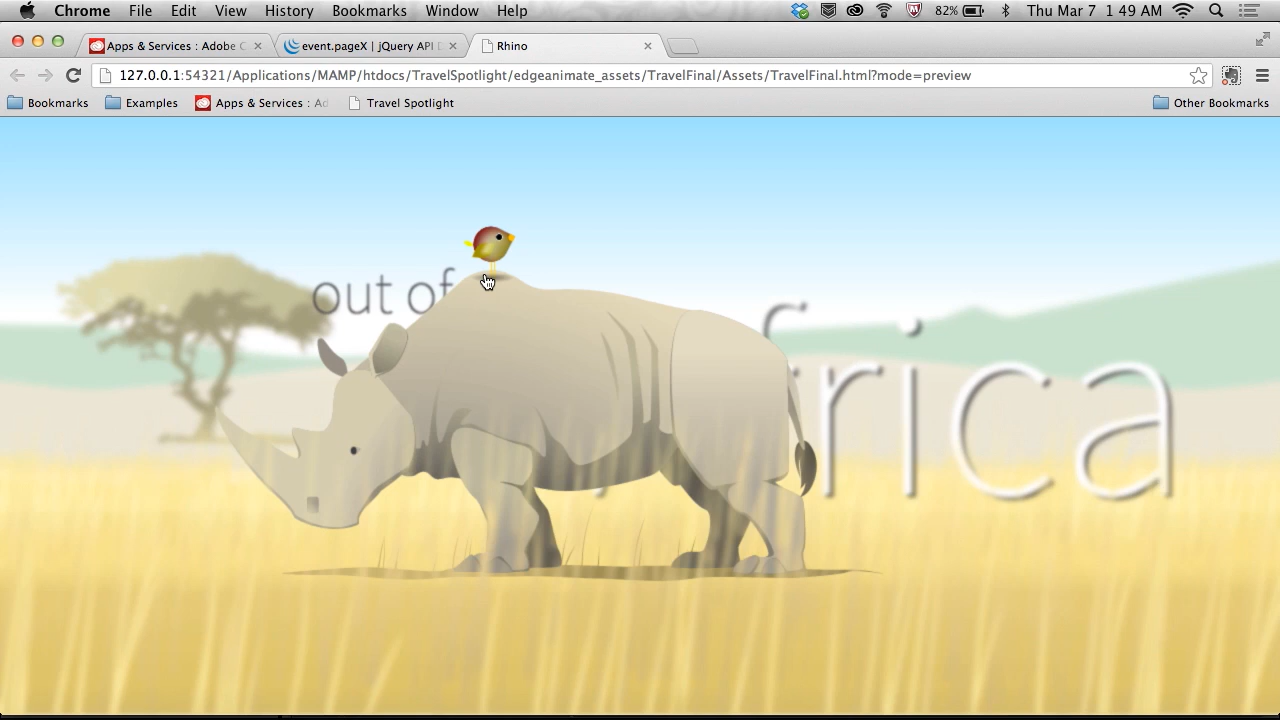 Chrome File Edit View History Bookmarks Window Help 82% Thu Mar 7 1:49 AM
Apps & Services : Adobe C event.pageX | jQuery API D Rhino
127.0.0.1:54321/Applications/MAMP/htdocs/TravelSpotlight/edgeanimate_assets/TravelFinal/Assets/TravelFinal.html?mode=preview
Bookmarks Examples Apps & Services : Ad Travel Spotlight Other Bookmarks
out of
frica